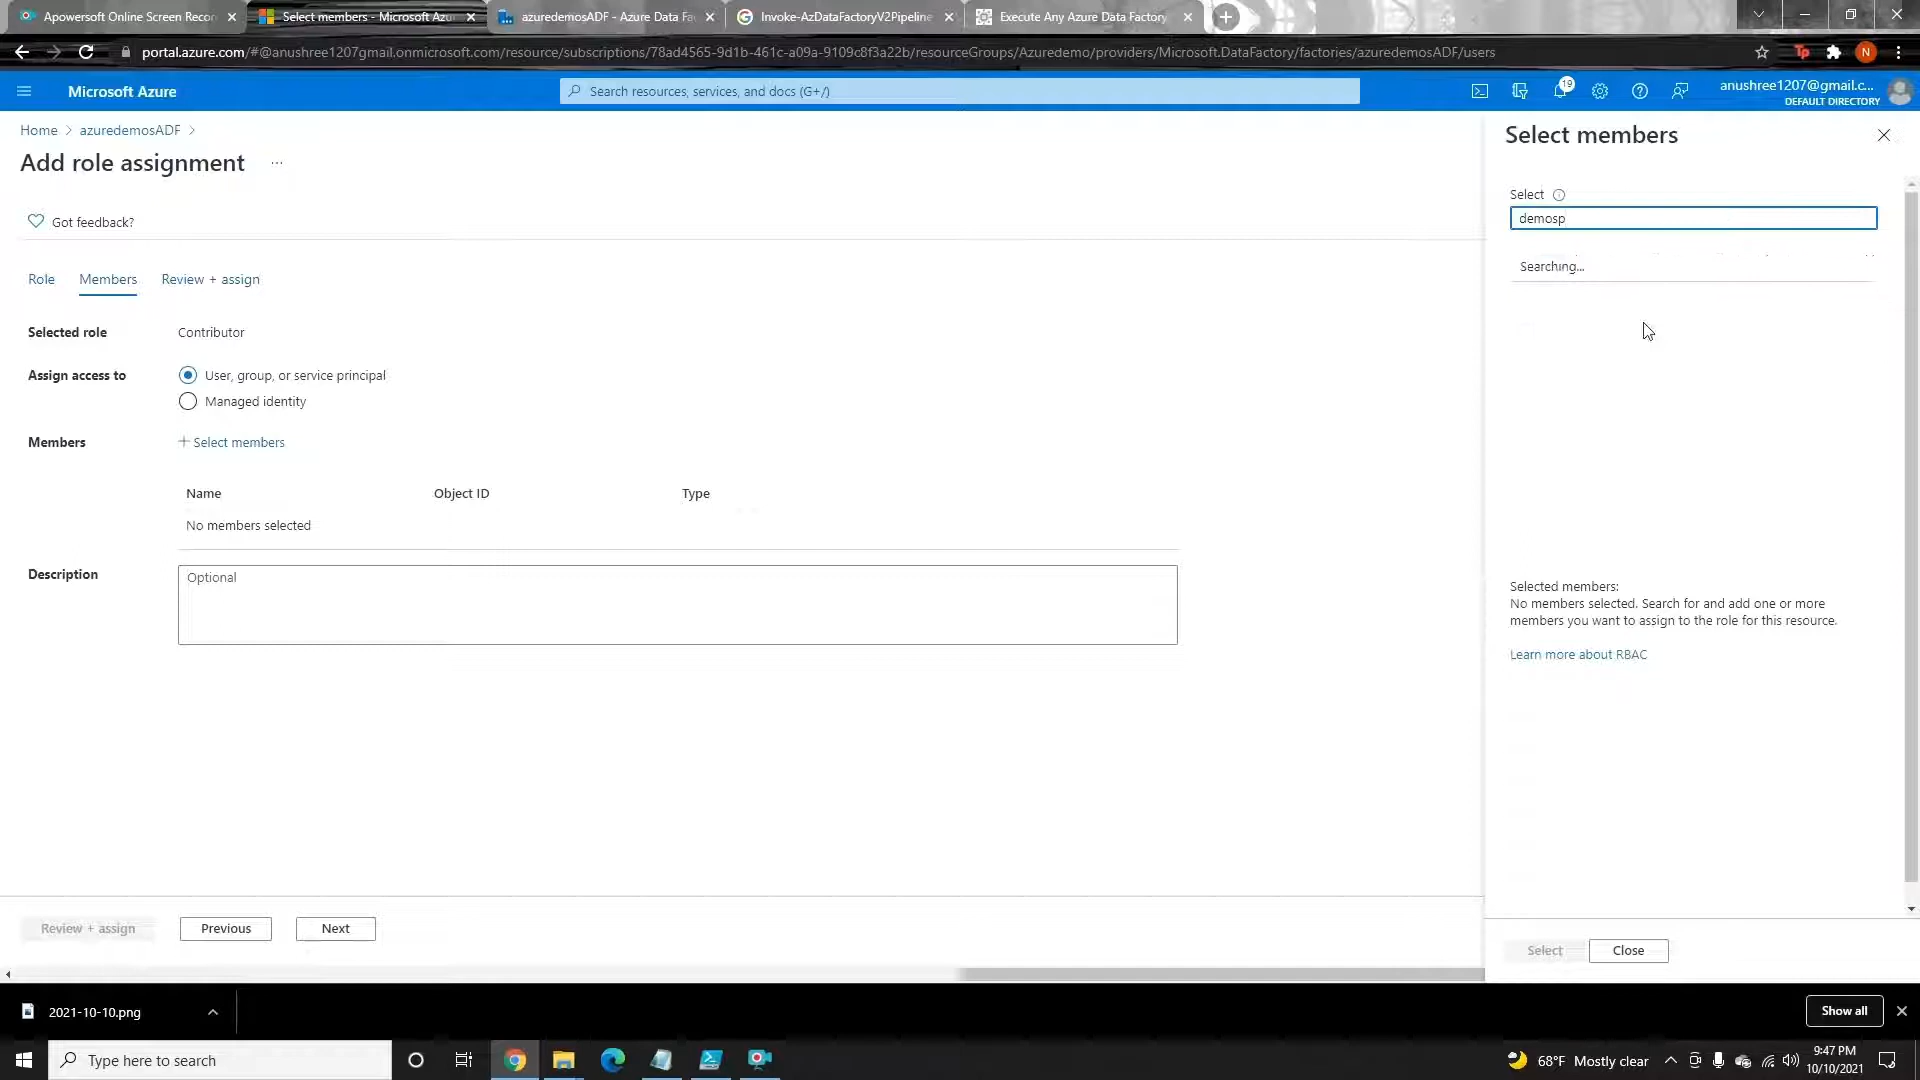 Apowersoft Online Screen Recor
Select members - Microsoft Azu
azuredemosADF - Azure Data Fa
Invoke-AzDataFactoryV2Pipeline
Execute Any Azure Data Factory
portal.azure.com/#@anushree1207gmail.onmicrosoft.com/resource/subscriptions/78ad4565-9d1b-461c-a09a-9109c8f3a22b/resourceGroups/Azuredemo/providers/Microsoft.DataFactory/factories/azuredemosADF/users
Tp
N
Microsoft Azure
Search resources, services, and docs (G+/)
19
anushree1207@gmail.c...
DEFAULT DIRECTORY
Home > azuredemosADF >
Add role assignment ...
Got feedback?
Role Members Review + assign
Selected role Contributor
Assign access to User, group, or service principal
Managed identity
Members + Select members
Name Object ID Type
No members selected
Description Optional
Review + assign Previous Next
Select members
Select
demosp
Searching...
Selected members:
No members selected. Search for and add one or more
members you want to assign to the role for this resource.
Learn more about RBAC
Select Close
2021-10-10.png
Show all
Type here to search
68°F Mostly clear
9:47 PM
10/10/2021